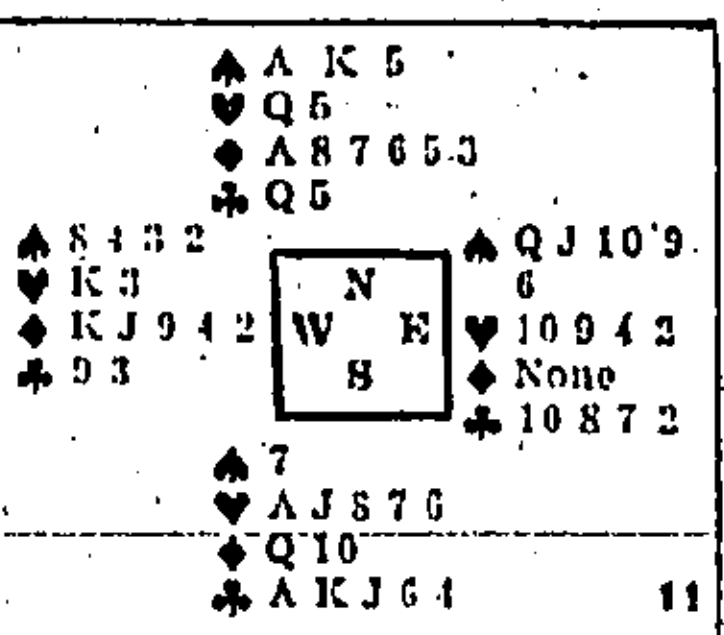 ♠ A K 5
♥ Q 5
♦ A 8 7 6 5 3
♣ Q 5
♠ 8 4 3 2
♥ K 3
♦ K J 9 4 2
♣ 9 3
N
W E
S
♠ Q J 10 9
6
♥ 10 9 4 2
♦ None
♣ 10 8 7 2
♠ 7
♥ A J 8 7 6
♦ Q 10
♣ A K J 6 4
11